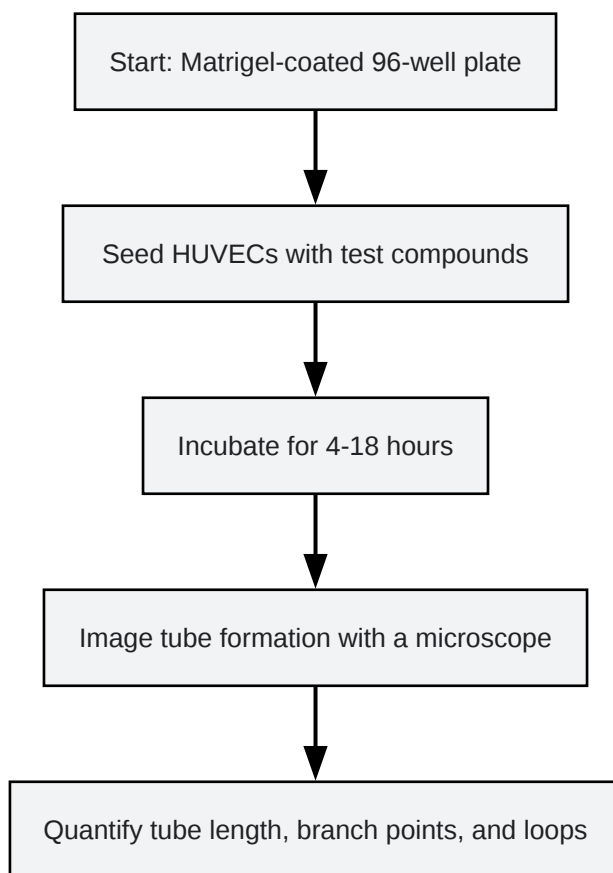 Start: Matrigel-coated 96-well plate
Seed HUVECs with test compounds
Incubate for 4-18 hours
Image tube formation with a microscope
Quantify tube length, branch points, and loops